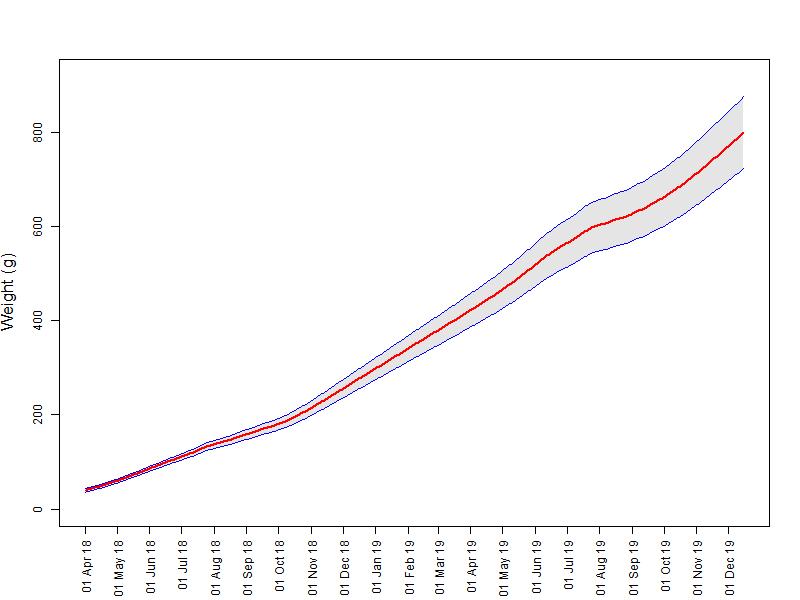 Weight (g)
800
600
400
200
0
01 Apr 18
01 May 18
01 Jun 18
01 Jul 18
01 Aug 18
01 Sep 18
01 Oct 18
01 Nov 18
01 Dec 18
01 Jan 19
01 Feb 19
01 Mar 19
01 Apr 19
01 May 19
01 Jun 19
01 Jul 19
01 Aug 19
01 Sep 19
01 Oct 19
01 Nov 19
01 Dec 19